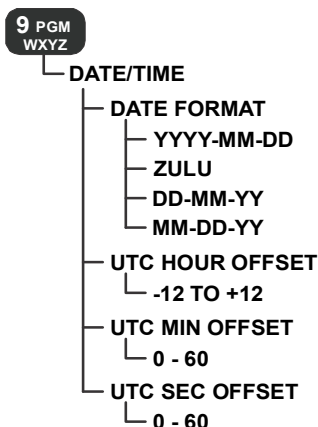 9 PGM
WXYZ
DATE/TIME
DATE FORMAT
YYYY-MM-DD
ZULU
DD-MM-YY
MM-DD-YY
UTC HOUR OFFSET
-12 TO +12
UTC MIN OFFSET
0 - 60
UTC SEC OFFSET
0 - 60